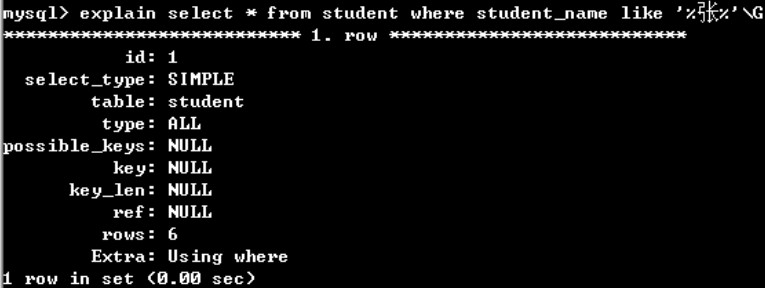 mysql> explain select * from student where student_name like '%张%'\G
*************************** 1. row ***************************
id: 1
select_type: SIMPLE
table: student
type: ALL
possible_keys: NULL
key: NULL
key_len: NULL
ref: NULL
rows: 6
Extra: Using where
1 row in set (0.00 sec)